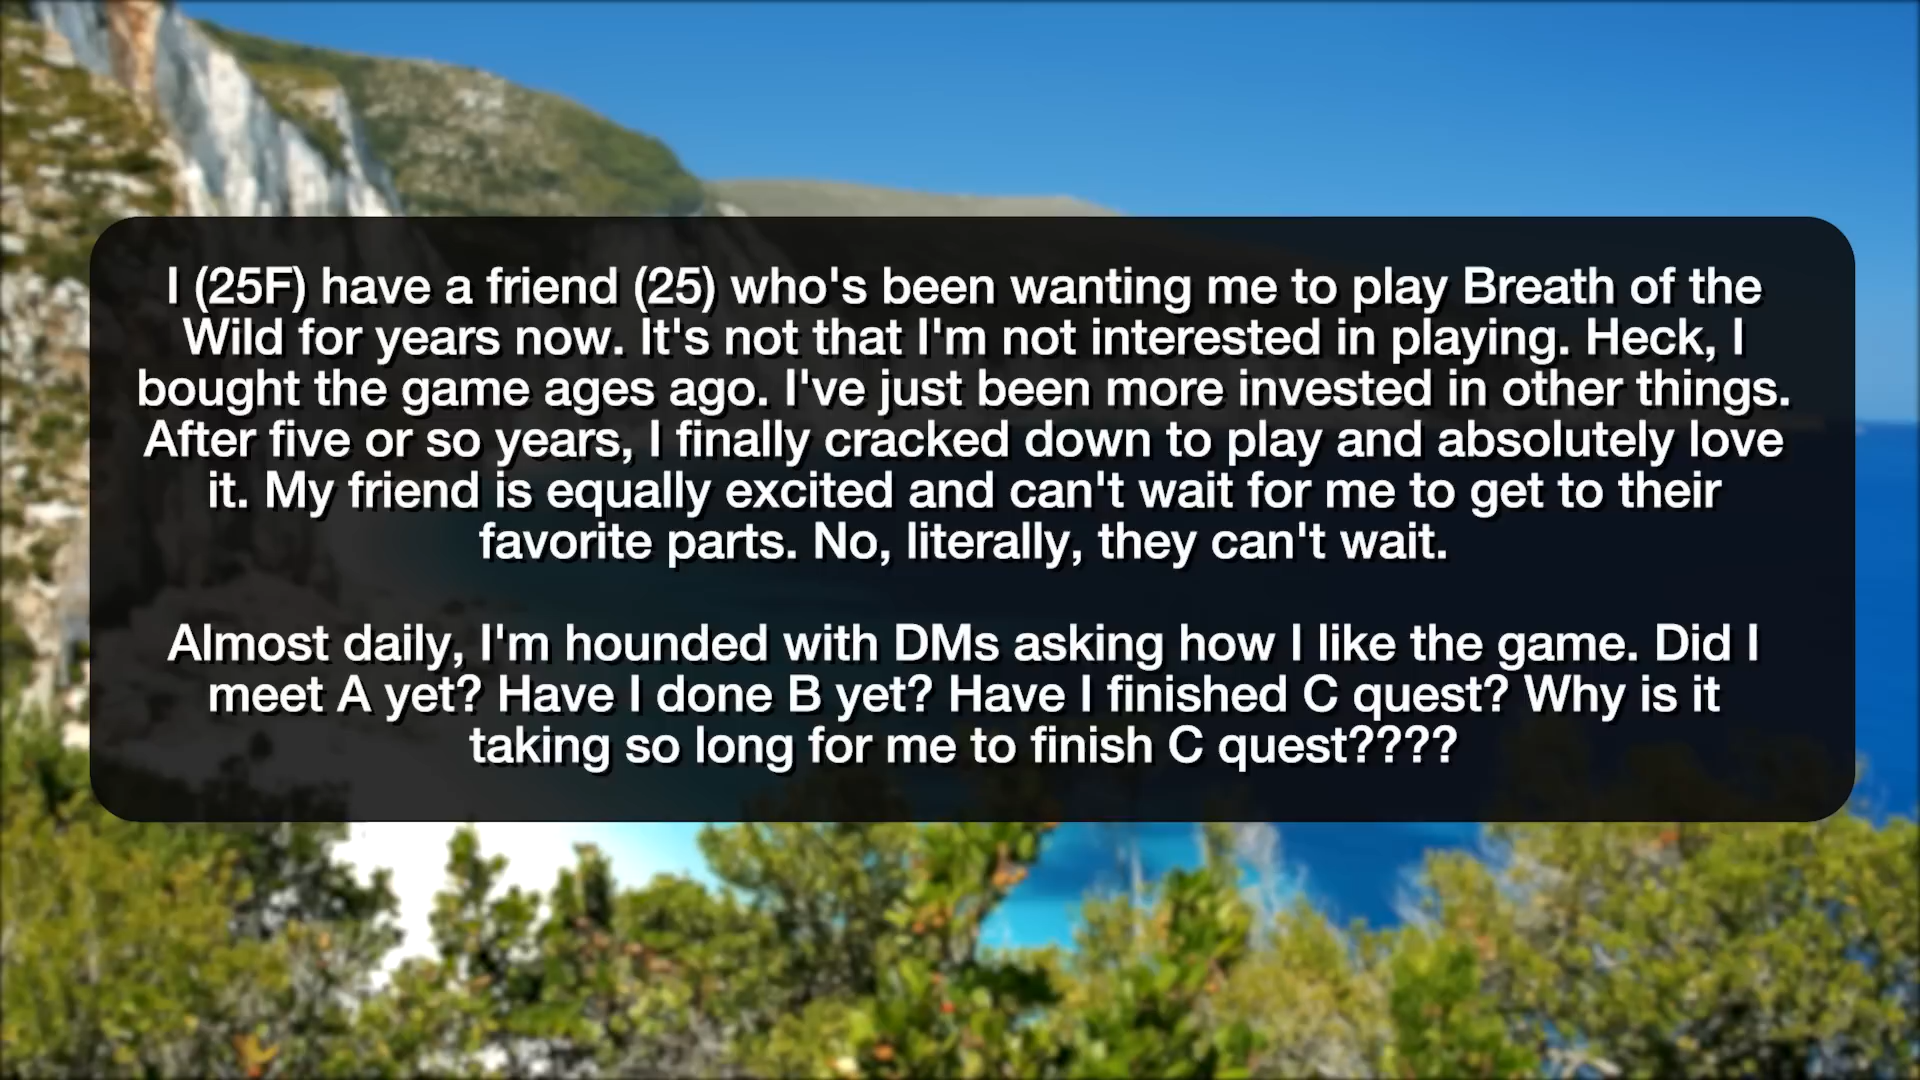 I (25F) have a friend (25) who's been wanting me to play Breath of the
Wild for years now. It's not that I'm not interested in playing. Heck, I
bought the game ages ago. I've just been more invested in other things.
After five or so years, I finally cracked down to play and absolutely love
it. My friend is equally excited and can't wait for me to get to their
favorite parts. No, literally, they can't wait.
Almost daily, I'm hounded with DMs asking how I like the game. Did I
meet A yet? Have I done B yet? Have I finished C quest? Why is it
taking so long for me to finish C quest????